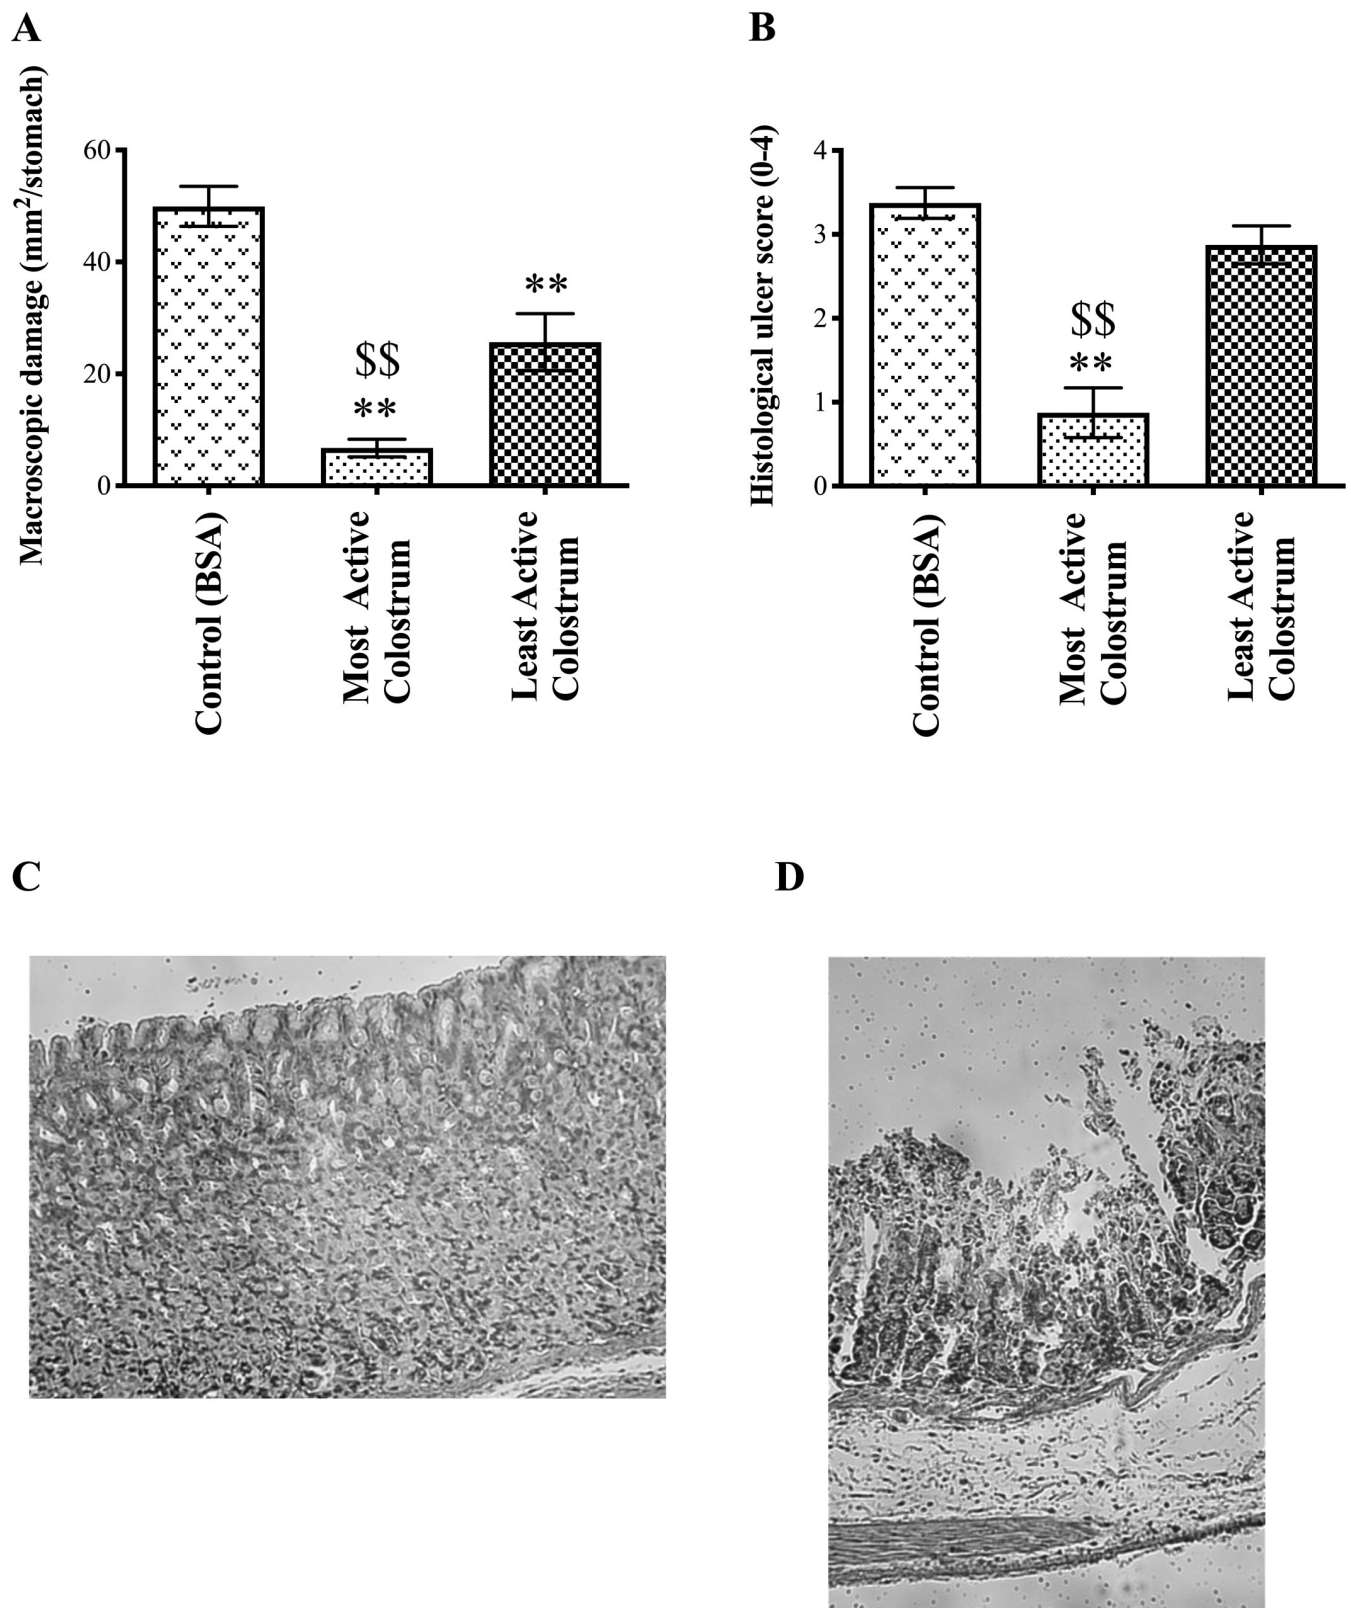 A
Macroscopic damage (mm²/stomach)
60
40
20
0
$$
**
**
Control (BSA)
Most Active
Colostrum
Least Active
Colostrum
B
Histological ulcer score (0-4)
4
3
2
1
0
$$
**
Control (BSA)
Most Active
Colostrum
Least Active
Colostrum
C
D